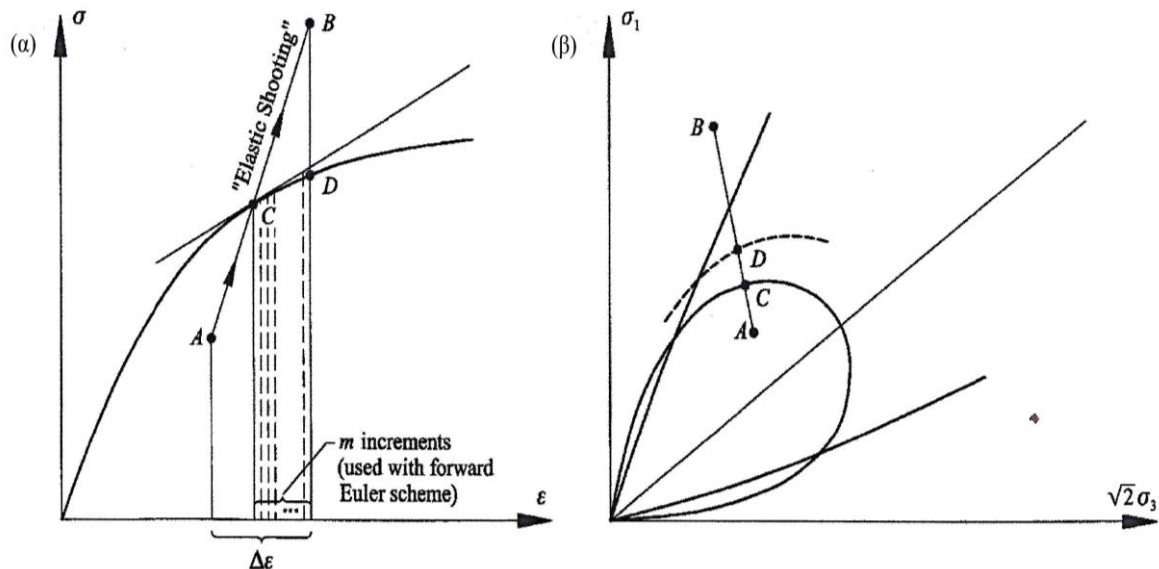 (α)
σ
B
"Elastic Shooting"
C
D
A
m increments
(used with forward
Euler scheme)
...
ε
Δε
(β)
σ₁
B
D
C
A
√2 σ₃